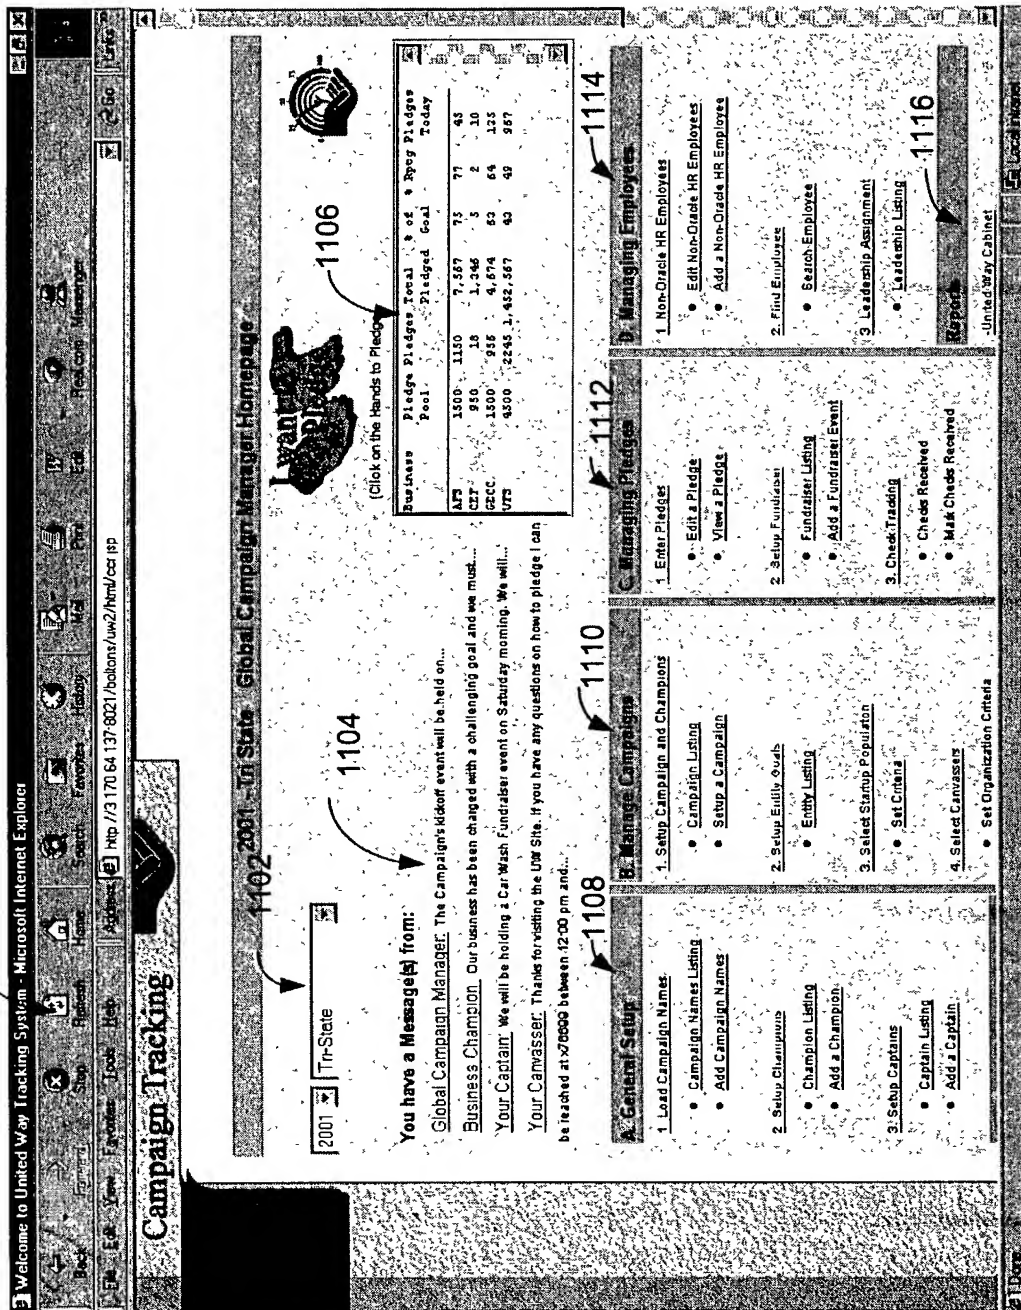 Welcome to United Way Tracking System - Microsoft Internet Explorer
Back Forward Stop Refresh Home Search Favorites History Mail Print Edit Real.com Messenger
File Edit View Favorites Tools Help
Address http //3 170 64 137·8021/boltons/uw2/html/ccr jsp
Go
Links
Campaign Tracking
2001 - Tri State Global Campaign Manager Homepage
1102
2001
Tri-State
I want to
(Click on the Hands to Pledge
1104
1106
You have a Message(s) from:
Global Campaign Manager: The Campaign's kickoff event will be held on...
Business Champion Our business has been charged with a challenging goal and we must...
Your Captain We will be holding a Car Wash Fundraiser event on Saturday morning. We will...
Your Canvasser: Thanks for visiting the UW Site. If you have any questions on how to pledge I can
be reached at x76699 between 12·00 pm and...
Business Pledge Pledges Total % of % Rptg Pledges
Pool Pledged Goal Today
AFS 1500 1150 7,567 75 77 45
CEF 950 18 1,346 5 2 10
GECC 1500 955 4,674 63 64 123
VFS 4500 2245 1,452,567 43 49 967
1108
A. General Setup
1 Load Campaign Names
• Campaign Names Listing
• Add Campaign Names
2 Setup Champions
• Champion Listing
• Add a Champion
3. Setup Captains
• Captain Listing
• Add a Captain
1110
B. Manage Campaigns
1. Setup Campaign and Champions
• Campaign Listing
• Setup a Campaign
2. Setup Entity Goals
• Entity Listing
3. Select Startup Population
• Set Criteria
4. Select Canvassers
• Set Organization Criteria
1112
C. Managing Pledges
1 Enter Pledges
• Edit a Pledge
• View a Pledge
2. Setup Fundraiser
• Fundraiser Listing
• Add a Fundraiser Event
3. Check Tracking
• Checks Received
• Mark Checks Received
1114
D Managing Employees
1 Non-Oracle HR Employees
• Edit Non-Oracle HR Employees
• Add a Non-Oracle HR Employee
2. Find Employee
• Search Employee
3 Leadership Assignment
• Leadership Listing
1116
Reports
-United Way Cabinet
Done
Local intranet